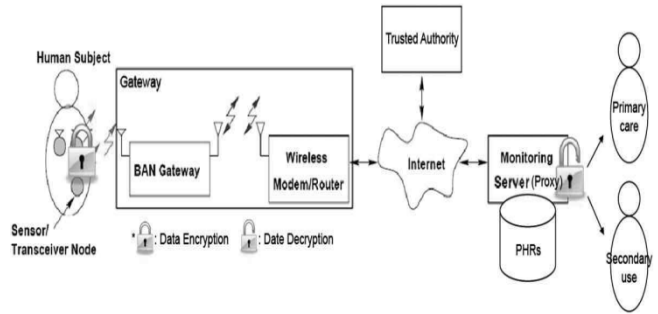 Trusted Authority
Human Subject
Gateway
Primary
care
BAN Gateway
Wireless
Modem/Router
Internet
Monitoring
Server (Proxy)
Sensor/
Transceiver Node
* : Data Encryption : Date Decryption
PHRs
Secondary
use